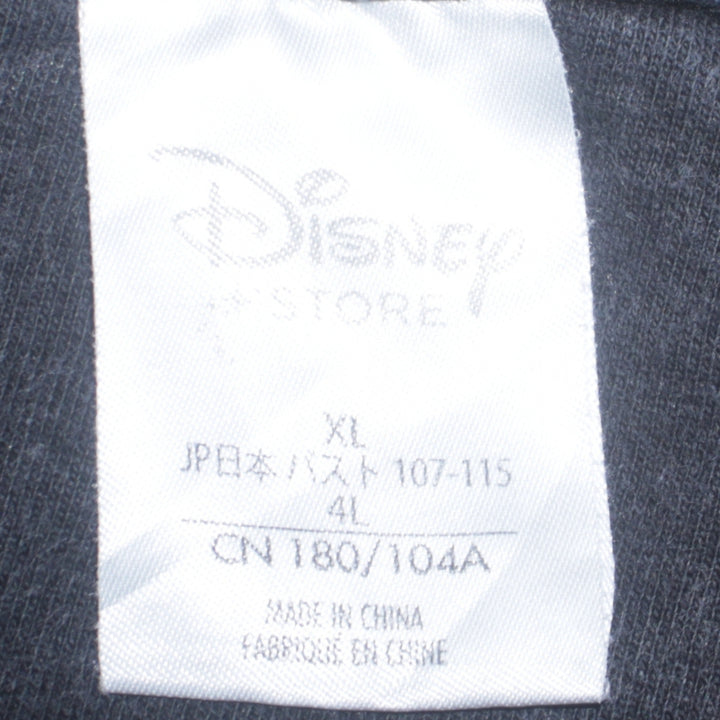 Disney
STORE
XL
JP日本 バスト 107-115
4L
CN 180/104A
MADE IN CHINA
FABRIQUÉ EN CHINE